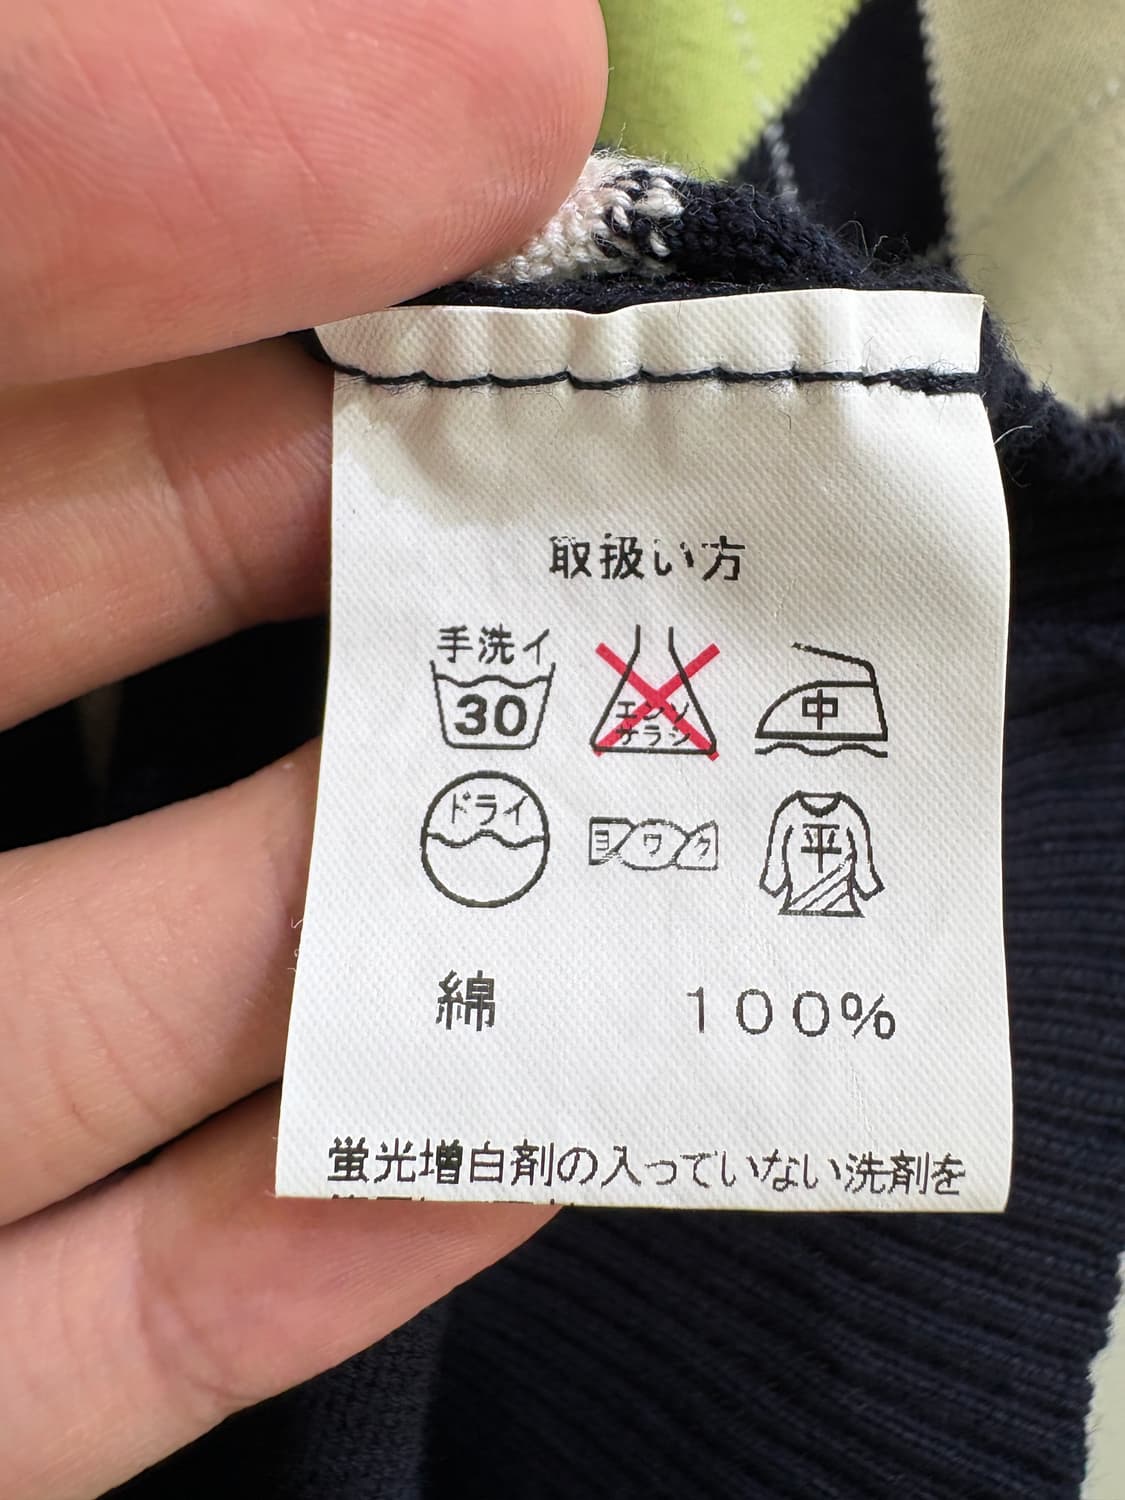 取扱い方
手洗イ
30
エンソ
サラシ
中
ドライ
ヨワク
平
綿 100%
蛍光増白剤の入っていない洗剤を